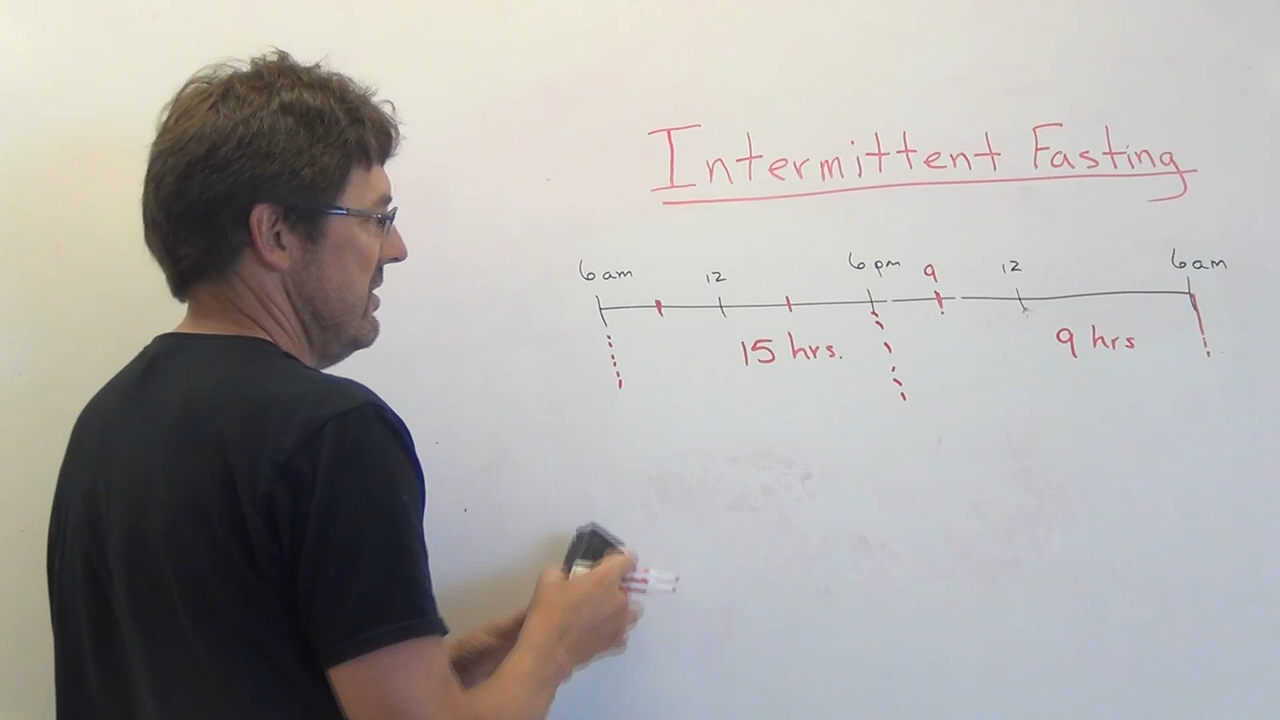 Intermittent Fasting
6am 12 6pm 9 12 6am
15 hrs. 9 hrs